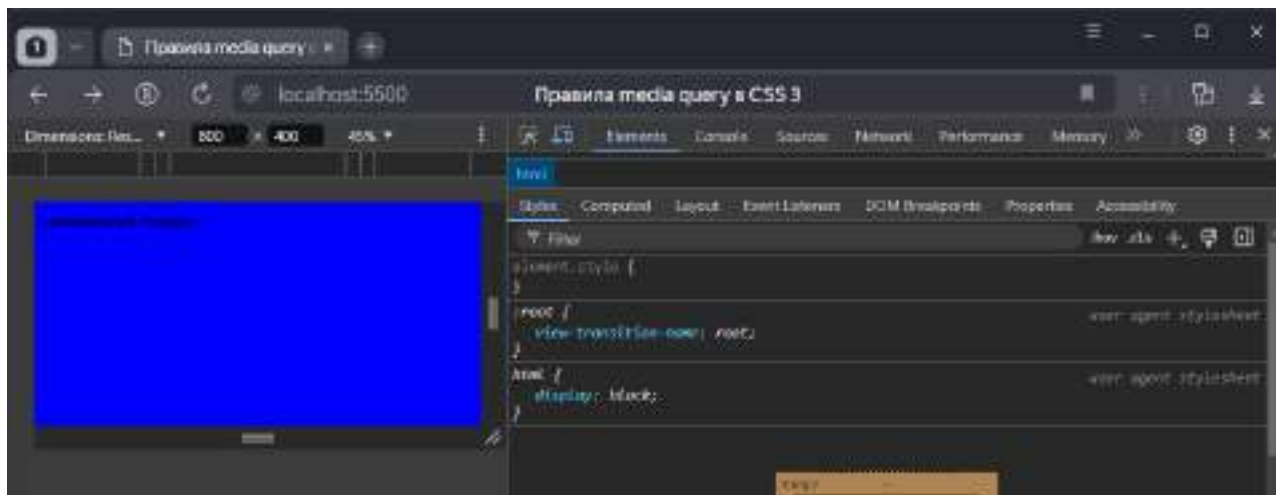 1
Правила media query
localhost:5500
Правила media query в CSS 3
Dimensions: Res...
800 × 400
45%
Elements Console Sources Network Performance Memory
html
Styles Computed Layout Event Listeners DOM Breakpoints Properties Accessibility
Filter
:hov .cls
element.style {
}
:root {
user agent stylesheet
view-transition-name: root;
}
html {
user agent stylesheet
display: block;
}
margin